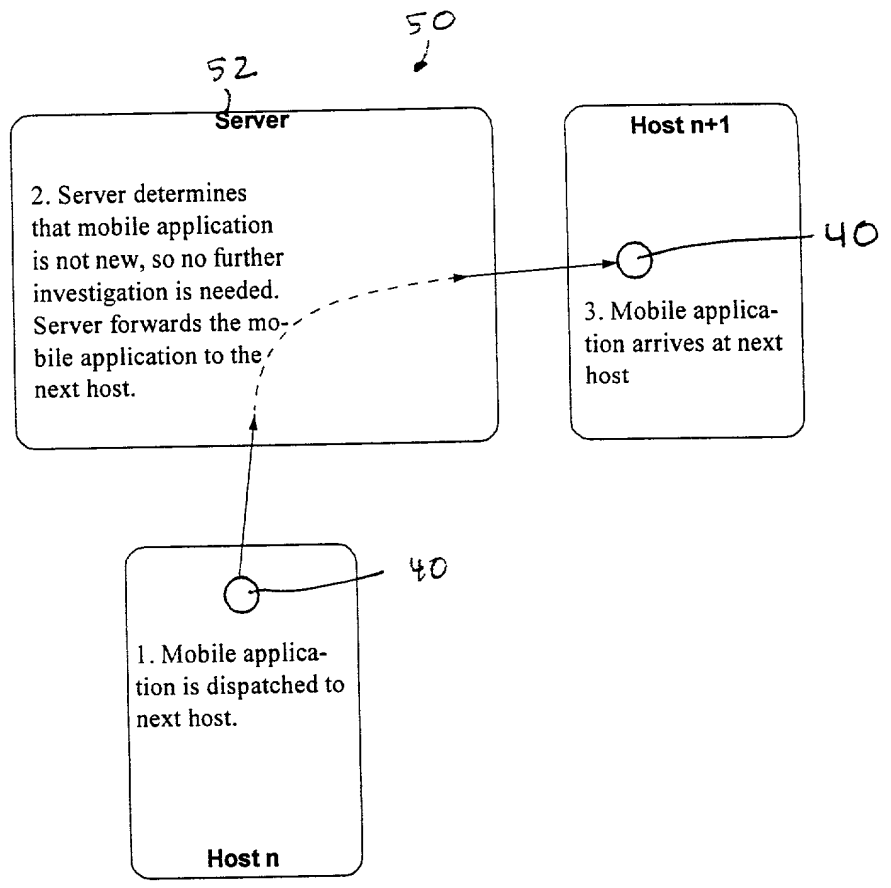 50
52
Server
2. Server determines
that mobile application
is not new, so no further
investigation is needed.
Server forwards the mo-
bile application to the
next host.
Host n+1
40
3. Mobile applica-
tion arrives at next
host
40
1. Mobile applica-
tion is dispatched to
next host.
Host n